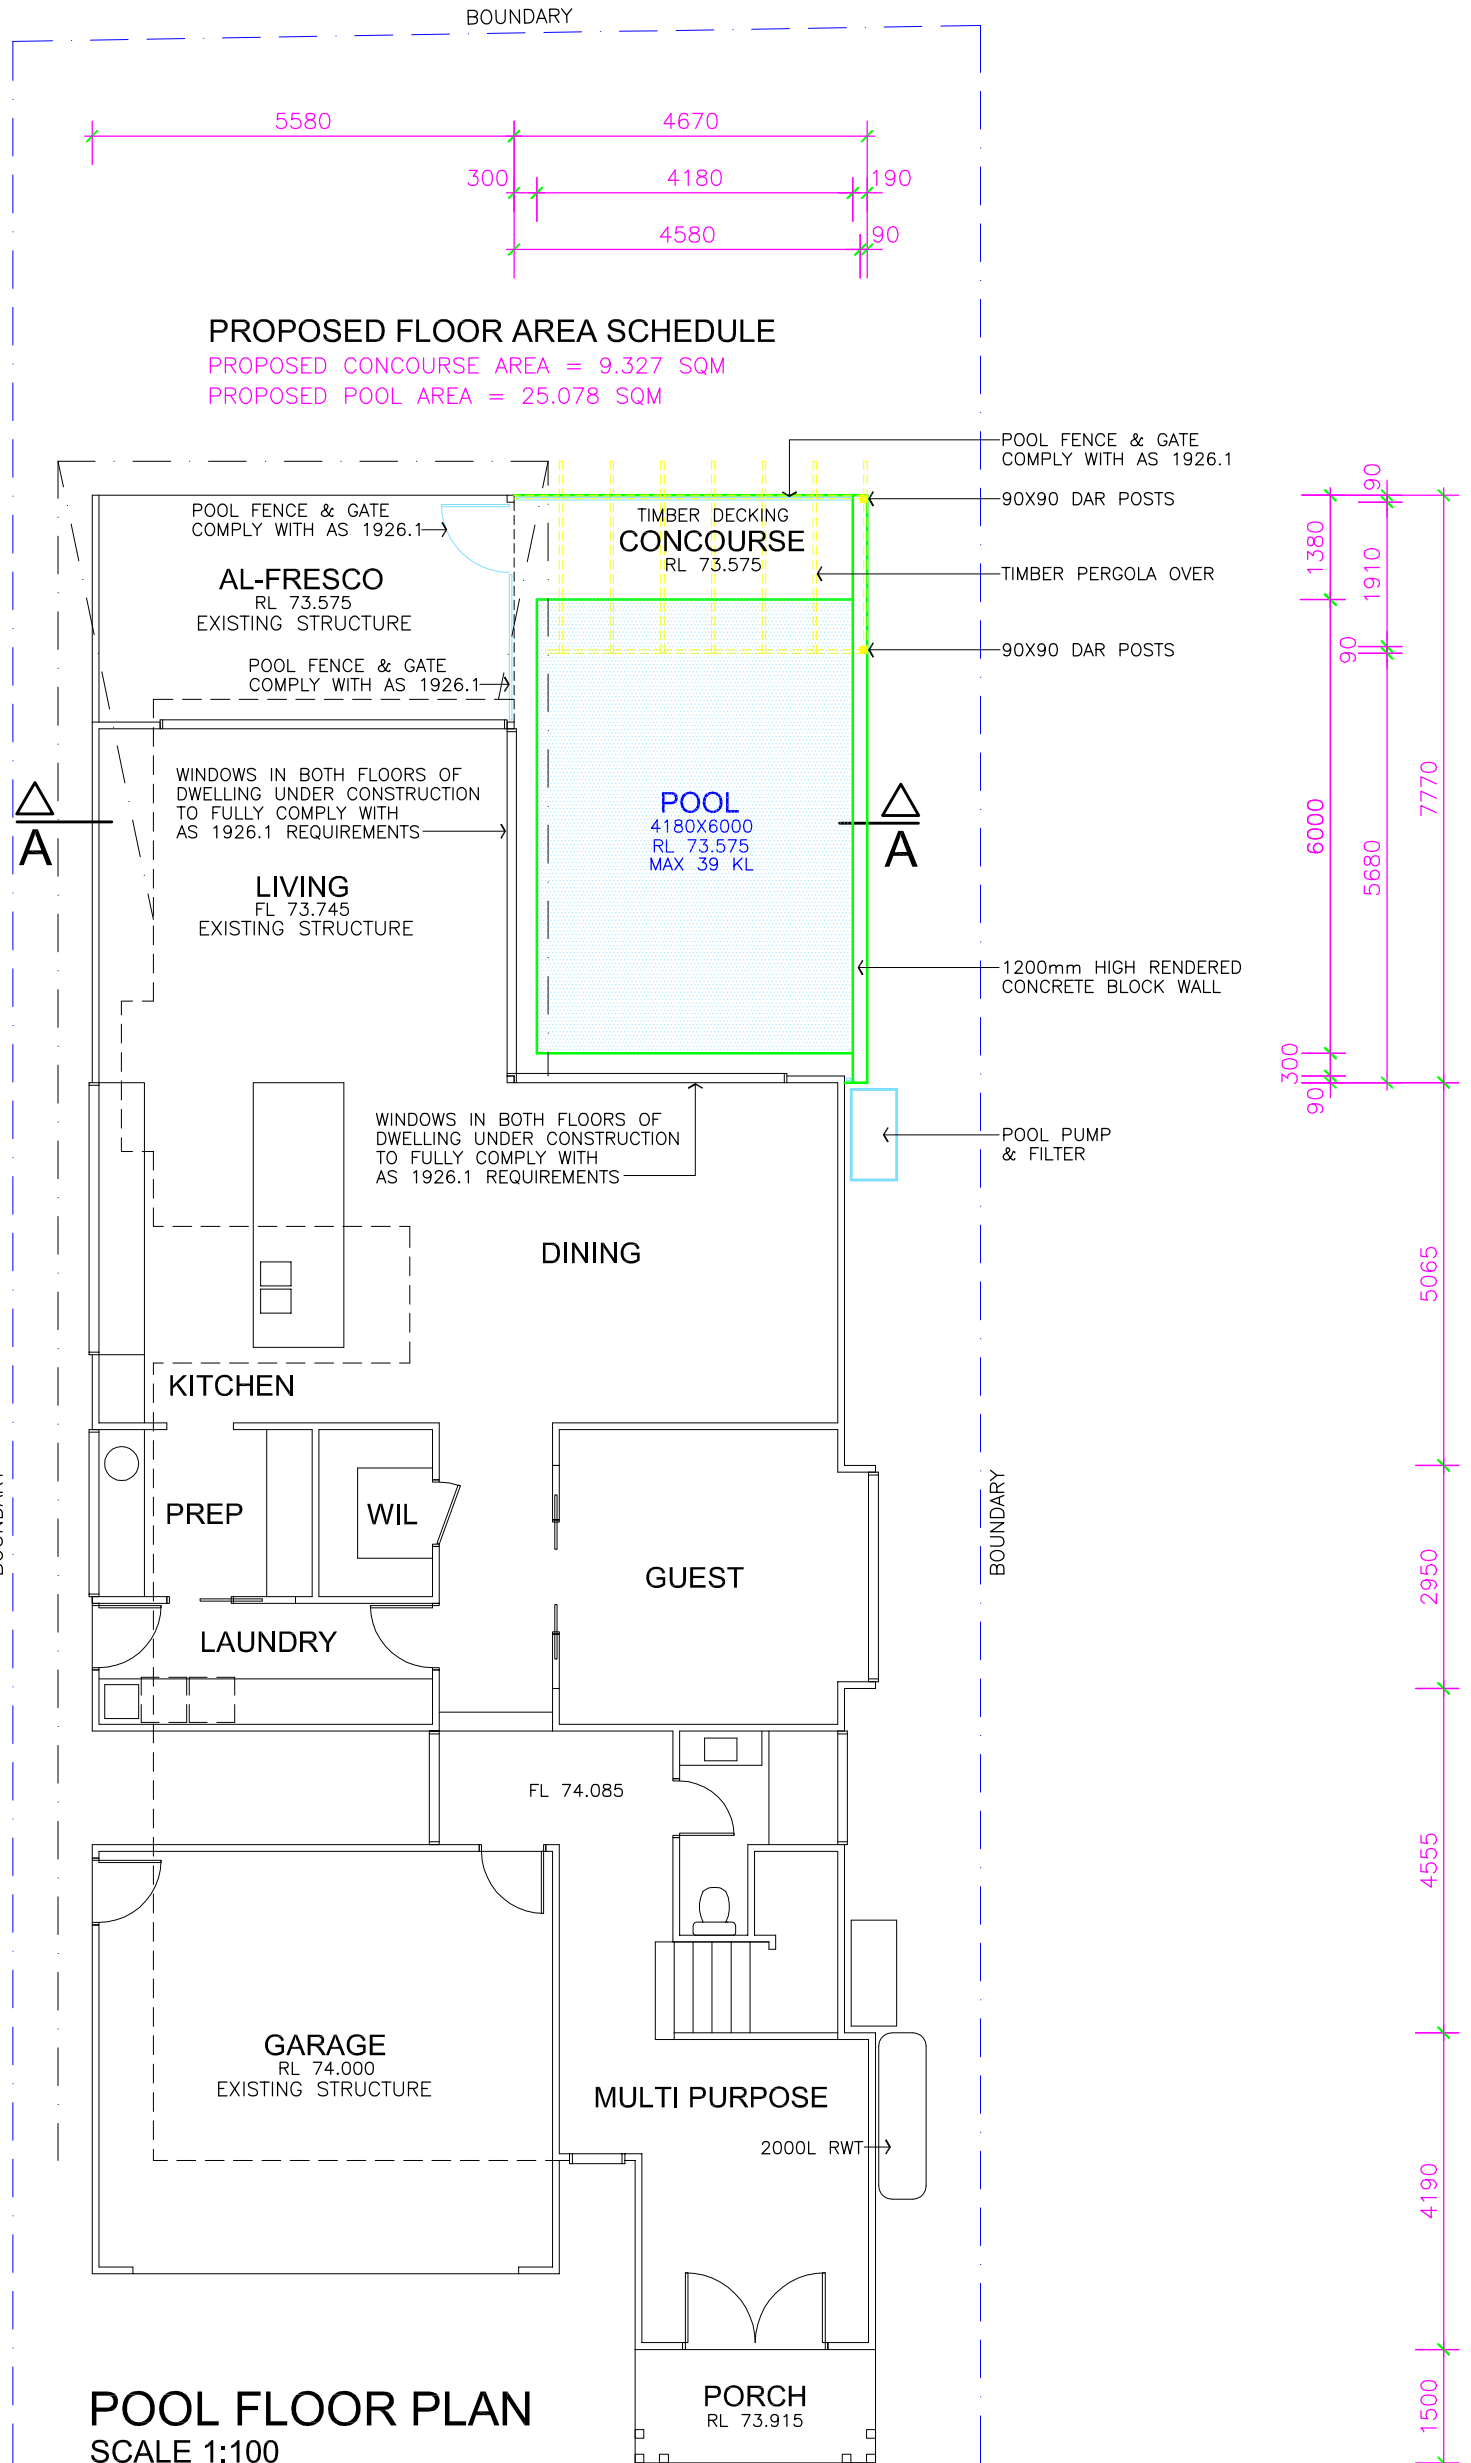 BOUNDARY
5580
4670
300
4180
190
4580
90
PROPOSED FLOOR AREA SCHEDULE
PROPOSED CONCOURSE AREA = 9.327 SQM
PROPOSED POOL AREA = 25.078 SQM
POOL FENCE & GATE
COMPLY WITH AS 1926.1
90X90 DAR POSTS
POOL FENCE & GATE
COMPLY WITH AS 1926.1
TIMBER DECKING
CONCOURSE
RL 73.575
TIMBER PERGOLA OVER
AL-FRESCO
RL 73.575
EXISTING STRUCTURE
POOL FENCE & GATE
COMPLY WITH AS 1926.1
90X90 DAR POSTS
WINDOWS IN BOTH FLOORS OF
DWELLING UNDER CONSTRUCTION
TO FULLY COMPLY WITH
AS 1926.1 REQUIREMENTS
POOL
4180X6000
RL 73.575
MAX 39 KL
A
A
LIVING
FL 73.745
EXISTING STRUCTURE
1200mm HIGH RENDERED
CONCRETE BLOCK WALL
WINDOWS IN BOTH FLOORS OF
DWELLING UNDER CONSTRUCTION
TO FULLY COMPLY WITH
AS 1926.1 REQUIREMENTS
POOL PUMP
& FILTER
DINING
KITCHEN
PREP
WIL
GUEST
LAUNDRY
BOUNDARY
BOUNDARY
FL 74.085
GARAGE
RL 74.000
EXISTING STRUCTURE
MULTI PURPOSE
2000L RWT
PORCH
RL 73.915
POOL FLOOR PLAN
SCALE 1:100
1380
6000
300
90
90
1910
90
5680
7770
5065
2950
4555
4190
1500